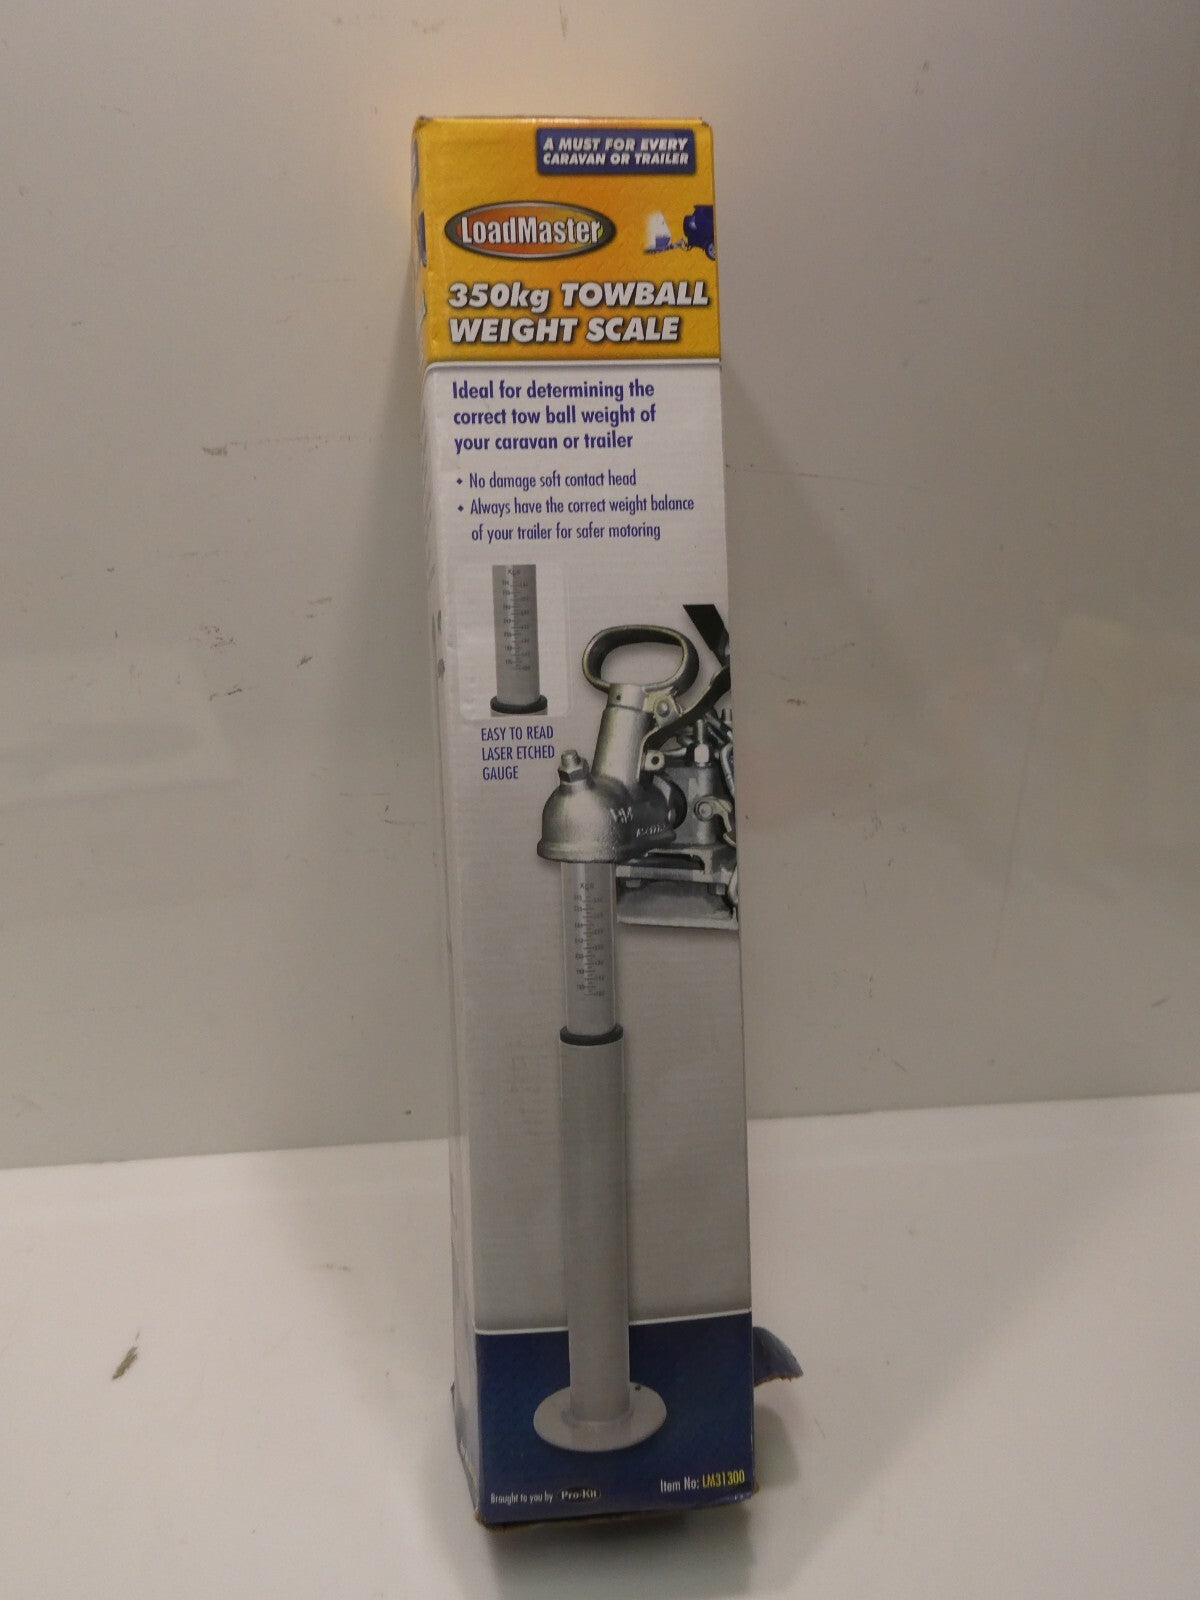 A MUST FOR EVERY
CARAVAN OR TRAILER
LoadMaster
350kg TOWBALL
WEIGHT SCALE
Ideal for determining the
correct tow ball weight of
your caravan or trailer
• No damage soft contact head
• Always have the correct weight balance
of your trailer for safer motoring
EASY TO READ
LASER ETCHED
GAUGE
Brought to you by Pro-Kit
Item No: LM31300